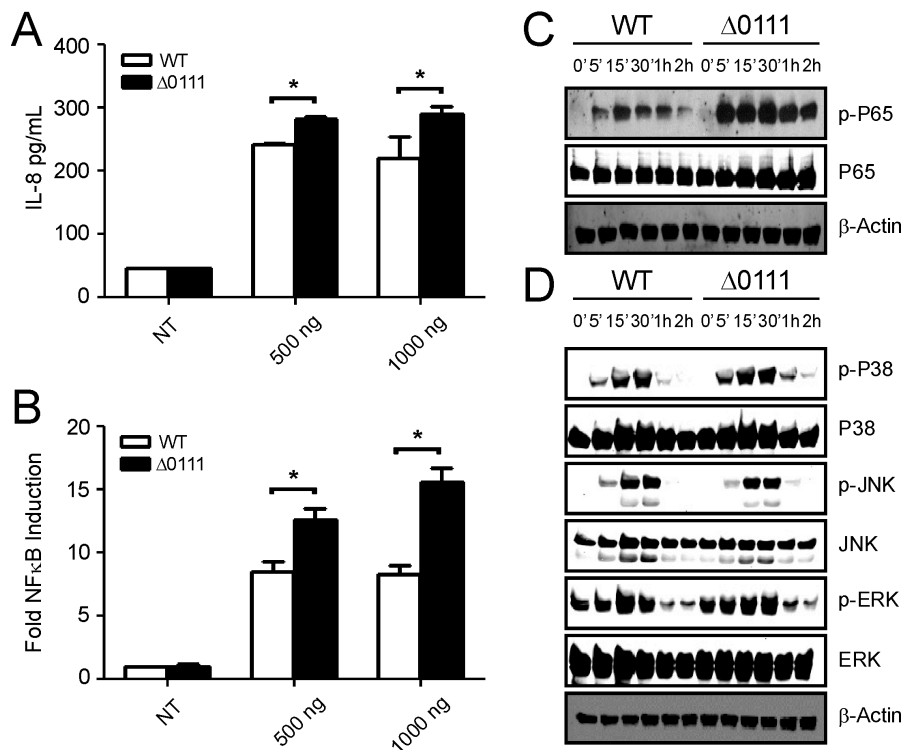 A
400
300
200
100
0
IL-8 pg/mL
WT
Δ0111
*
*
NT
500 ng
1000 ng
B
20
15
10
5
0
Fold NFκB Induction
WT
Δ0111
*
*
NT
500 ng
1000 ng
C
WT Δ0111
0' 5' 15' 30' 1h 2h 0' 5' 15' 30' 1h 2h
p-P65
P65
β-Actin
D
WT Δ0111
0' 5' 15' 30' 1h 2h 0' 5' 15' 30' 1h 2h
p-P38
P38
p-JNK
JNK
p-ERK
ERK
β-Actin